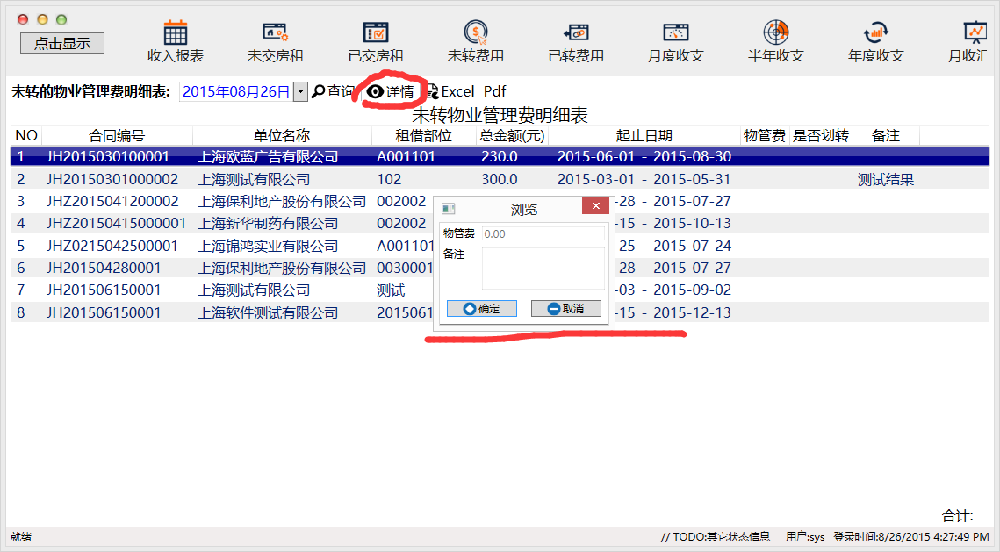 点击显示
收入报表 未交房租 已交房租 未转费用 已转费用 月度收支 半年收支 年度收支 月收汇
未转的物业管理费明细表: 2015年08月26日 查询 详情 Excel Pdf
未转物业管理费明细表
NO 合同编号 单位名称 租借部位 总金额(元) 起止日期 物管费 是否划转 备注
1 JH2015030100001 上海欧蓝广告有限公司 A001101 230.0 2015-06-01 - 2015-08-30
2 JH20150301000002 上海测试有限公司 102 300.0 2015-03-01 - 2015-05-31 测试结果
3 JHZ2015041200002 上海保利地产股份有限公司 002002 -28 - 2015-07-27
4 JHZ20150415000001 上海新华制药有限公司 002002 -15 - 2015-10-13
5 JHZ0215042500001 上海锦鸿实业有限公司 A001101 -25 - 2015-07-24
6 JH201504280001 上海保利地产股份有限公司 0030001 -28 - 2015-07-27
7 JH201506150001 上海测试有限公司 测试 -03 - 2015-09-02
8 JH201506150001 上海软件测试有限公司 2015061 -15 - 2015-12-13
浏览
物管费 0.00
备注
确定 取消
合计:
就绪 // TODO:其它状态信息 用户:sys 登录时间:8/26/2015 4:27:49 PM